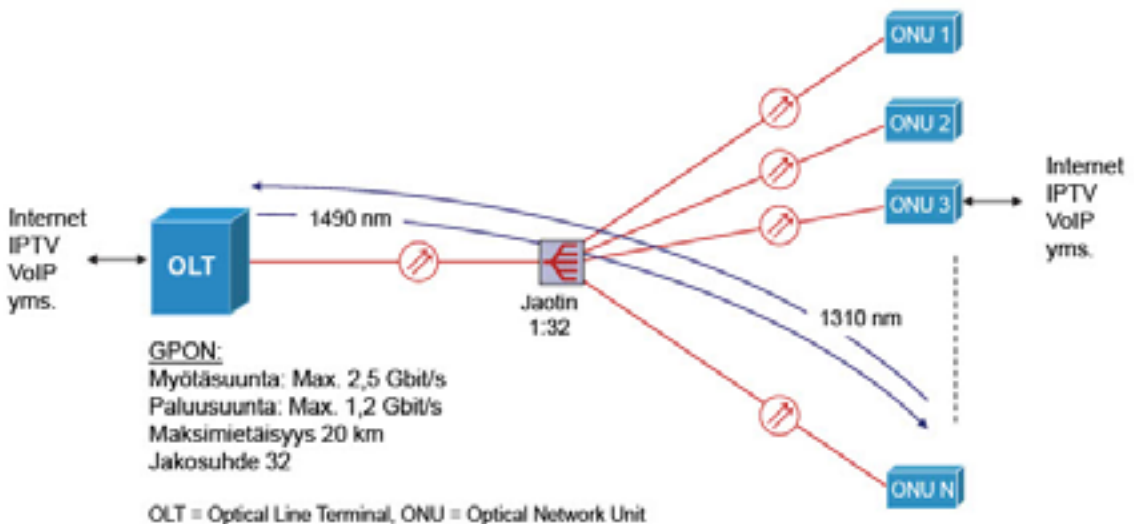 ONU 1
ONU 2
ONU 3
Internet
IPTV
VoIP
yms.
1490 nm
Internet
IPTV
VoIP
yms.
OLT
Jaotin
1:32
1310 nm
GPON:
Myötäsuunta: Max. 2,5 Gbit/s
Paluusuunta: Max. 1,2 Gbit/s
Maksimietäisyys 20 km
Jakosuhde 32
ONU N
OLT = Optical Line Terminal, ONU = Optical Network Unit